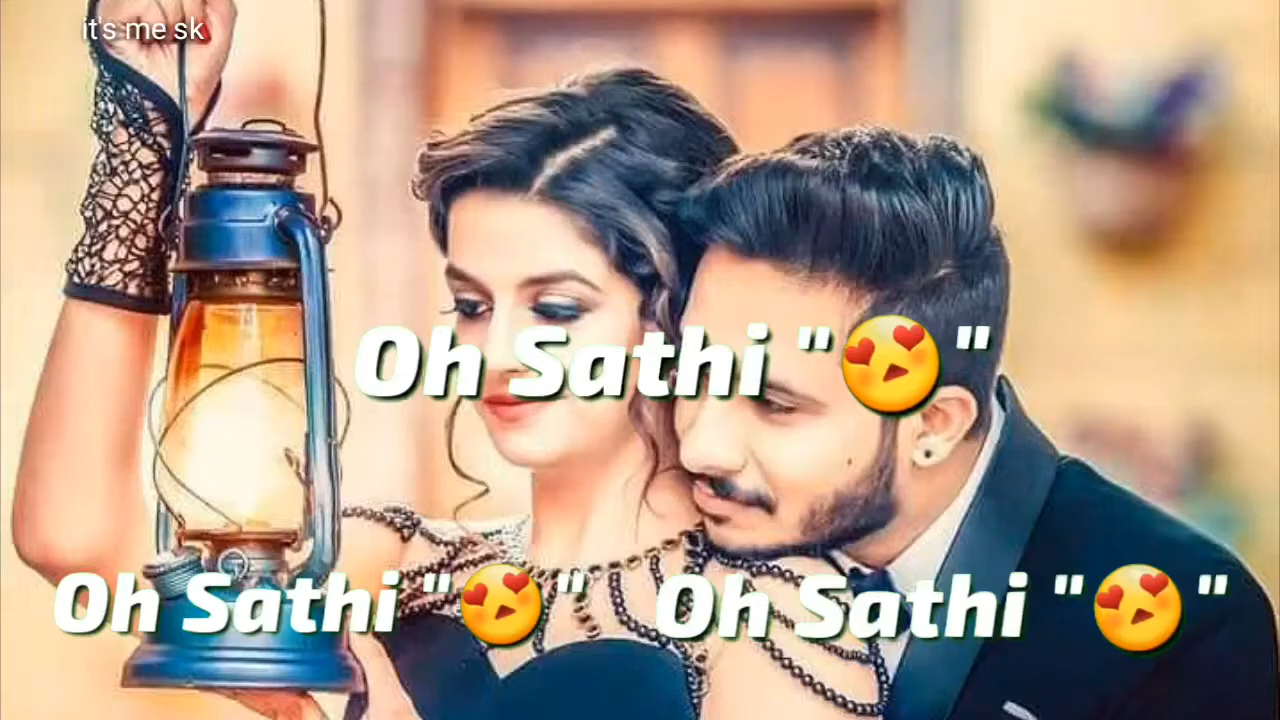 it's me sk
Oh Sathi "😍"
Oh Sathi "😍" Oh Sathi "😍"